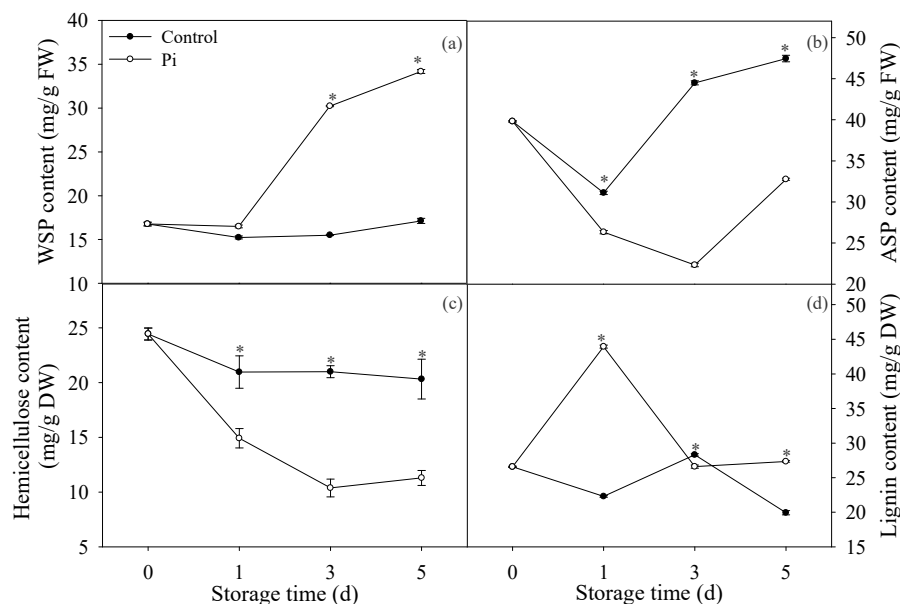 Control
Pi
(a)
*
*
40
35
30
25
20
15
10
WSP content (mg/g FW)
(b)
*
*
*
50
45
40
35
30
25
20
ASP content (mg/g FW)
(c)
*
*
*
25
20
15
10
5
Hemicellulose content
(mg/g DW)
(d)
*
*
*
50
45
40
35
30
25
20
15
Lignin content (mg/g DW)
0 1 3 5
0 1 3 5
Storage time (d)
Storage time (d)